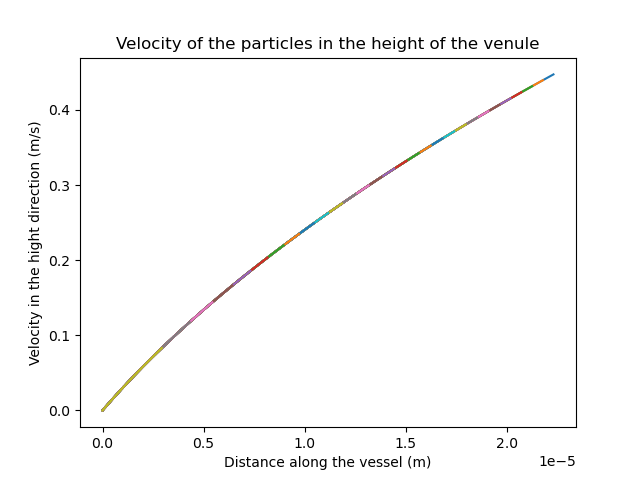 Velocity of the particles in the height of the venule
Velocity in the hight direction (m/s)
0.4
0.3
0.2
0.1
0.0
0.0 0.5 1.0 1.5 2.0
1e−5
Distance along the vessel (m)